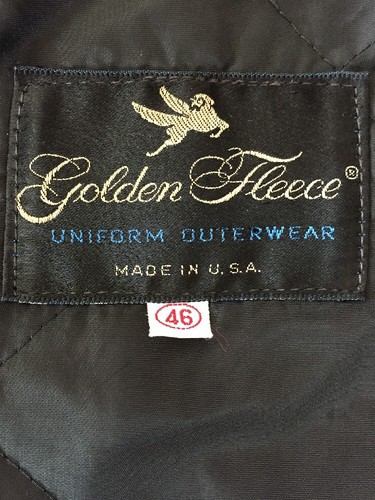 Golden Fleece®
UNIFORM OUTERWEAR
MADE IN U.S.A.
46